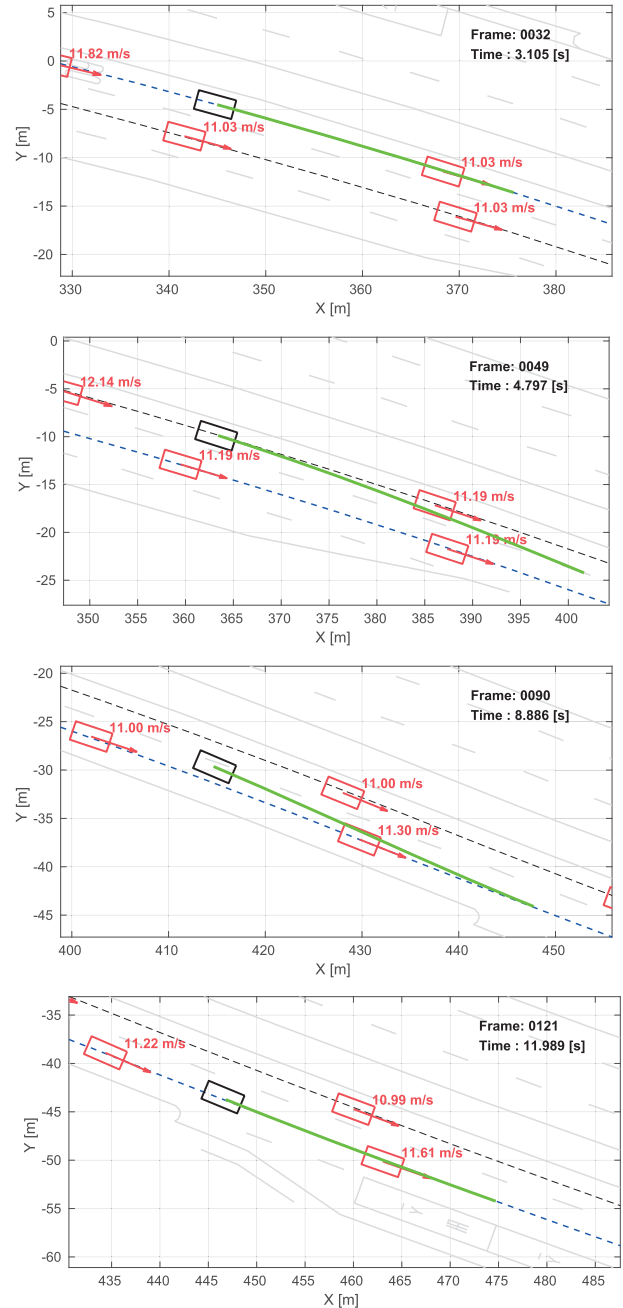 5
0
-5
-10
-15
-20
Y [m]
Frame: 0032
Time : 3.105 [s]
11.82 m/s
11.03 m/s
11.03 m/s
11.03 m/s
330
340
350
360
370
380
X [m]
0
-5
-10
-15
-20
-25
Y [m]
Frame: 0049
Time : 4.797 [s]
12.14 m/s
11.19 m/s
11.19 m/s
11.19 m/s
350
355
360
365
370
375
380
385
390
395
400
X [m]
-20
-25
-30
-35
-40
-45
Y [m]
Frame: 0090
Time : 8.886 [s]
11.00 m/s
11.00 m/s
11.30 m/s
400
410
420
430
440
450
X [m]
-35
-40
-45
-50
-55
-60
Y [m]
Frame: 0121
Time : 11.989 [s]
11.22 m/s
10.99 m/s
11.61 m/s
435
440
445
450
455
460
465
470
475
480
485
X [m]